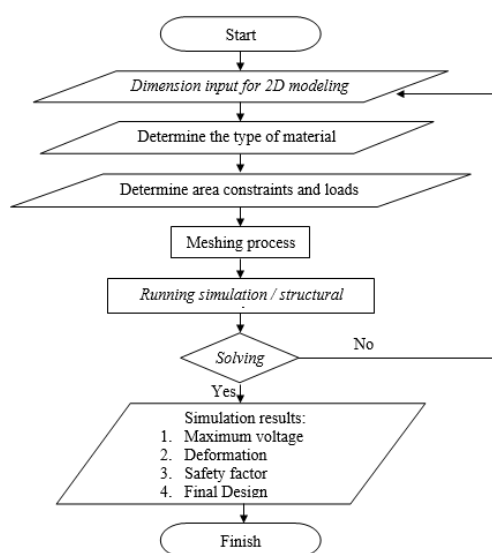 Start
Dimension input for 2D modeling
Determine the type of material
Determine area constraints and loads
Meshing process
Running simulation / structural
Solving
No
Yes
Simulation results:
1. Maximum voltage
2. Deformation
3. Safety factor
4. Final Design
Finish